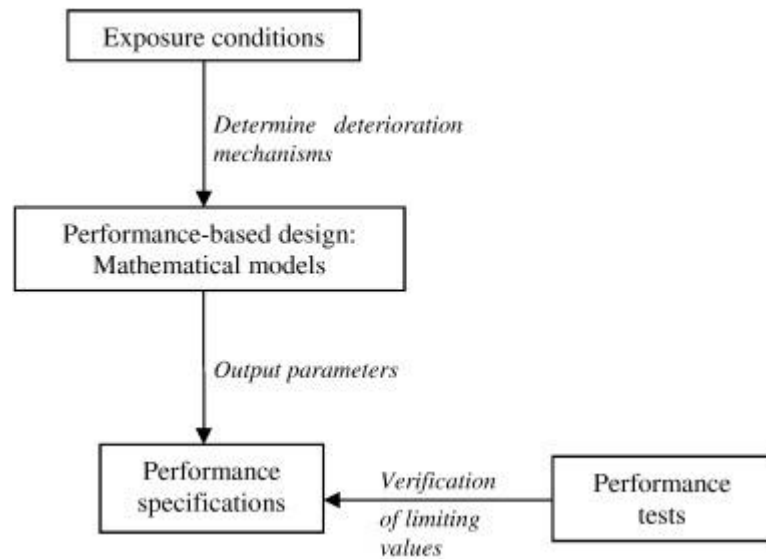 Exposure conditions
Determine deterioration
mechanisms
Performance-based design:
Mathematical models
Output parameters
Performance
specifications
Verification
of limiting
values
Performance
tests